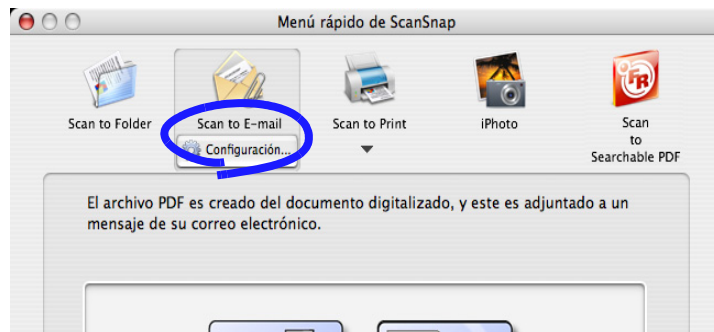 Menú rápido de ScanSnap
Scan to Folder
Scan to E-mail
Configuración...
Scan to Print
iPhoto
Scan
to
Searchable PDF
El archivo PDF es creado del documento digitalizado, y este es adjuntado a un
mensaje de su correo electrónico.